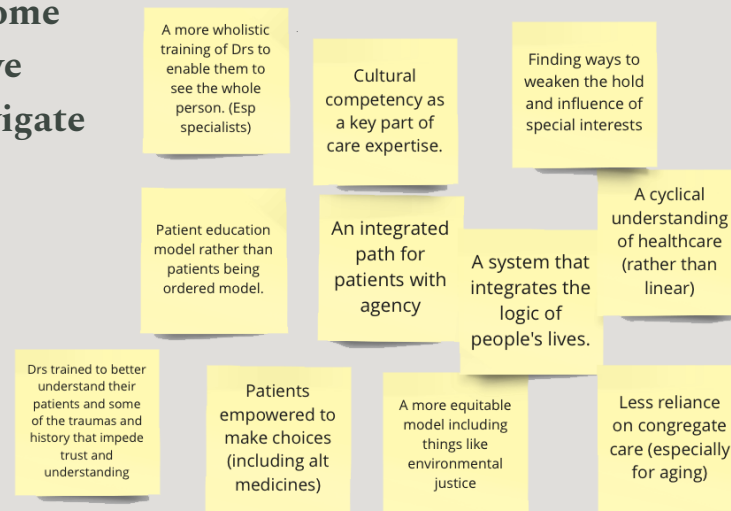 ome
ve
igate
A more wholistic
training of Drs to
enable them to
see the whole
person. (Esp
specialists)
Cultural
competency as
a key part of
care expertise.
Finding ways to
weaken the hold
and influence of
special interests
Patient education
model rather than
patients being
ordered model.
An integrated
path for
patients with
agency
A system that
integrates the
logic of
people's lives.
A cyclical
understanding
of healthcare
(rather than
linear)
Drs trained to better
understand their
patients and some
of the traumas and
history that impede
trust and
understanding
Patients
empowered to
make choices
(including alt
medicines)
A more equitable
model including
things like
environmental
justice
Less reliance
on congregate
care (especially
for aging)